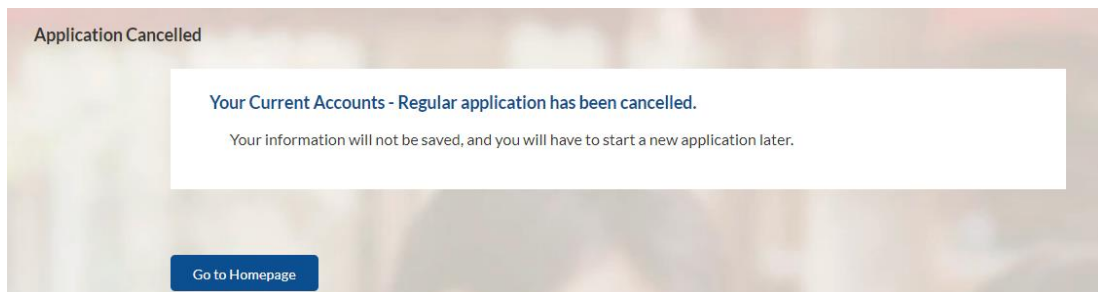 Application Cancelled
Your Current Accounts - Regular application has been cancelled.
Your information will not be saved, and you will have to start a new application later.
Go to Homepage